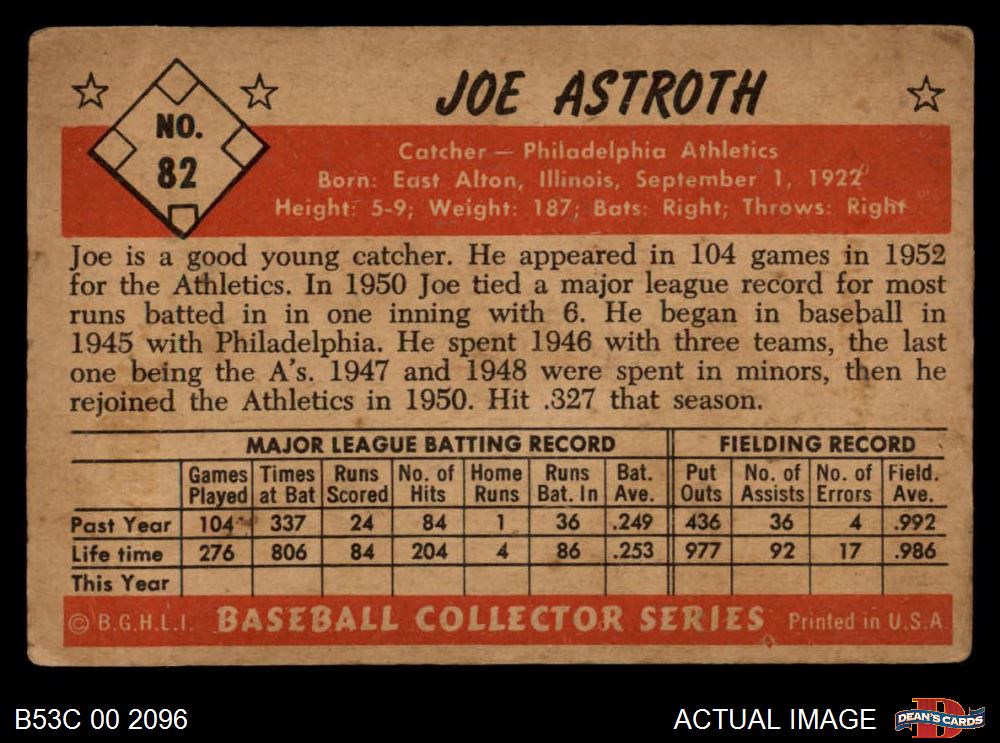 JOE ASTROTH
NO.
82
Catcher — Philadelphia Athletics
Born: East Alton, Illinois, September 1, 1922
Height: 5-9; Weight: 187; Bats: Right; Throws: Right
Joe is a good young catcher. He appeared in 104 games in 1952
for the Athletics. In 1950 Joe tied a major league record for most
runs batted in in one inning with 6. He began in baseball in
1945 with Philadelphia. He spent 1946 with three teams, the last
one being the A's. 1947 and 1948 were spent in minors, then he
rejoined the Athletics in 1950. Hit .327 that season.
MAJOR LEAGUE BATTING RECORD FIELDING RECORD
Games Times Runs No. of Home Runs Bat. Put No. of No. of Field.
Played at Bat Scored Hits Runs Bat. In Ave. Outs Assists Errors Ave.
Past Year 104 337 24 84 1 36 .249 436 36 4 .992
Life time 276 806 84 204 4 86 .253 977 92 17 .986
This Year
© B.G.H.L.I. BASEBALL COLLECTOR SERIES Printed in U.S.A.
B53C 00 2096 ACTUAL IMAGE DEAN'S CARDS